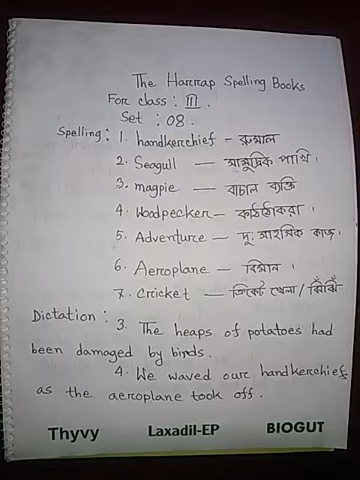 The Harrap Spelling Books
For class : III.
Set : 08.
Spelling : 1. handkerchief - রুমাল
2. Seagull — সামুদ্রিক পাখি।
3. magpie — বাচাল ব্যক্তি
4. Woodpecker - কাঠঠোকরা।
5. Adventure — দু: সাহসিক কাজ।
6. Aeroplane — বিমান।
7. Cricket — ক্রিকেট খেলা / ঝিঁঝিঁ
Dictation : 3. The heaps of potatoes had
been damaged by birds.
4. We waved our handkerchiefs
as the aeroplane took off.
Thyvy Laxadil-EP BIOGUT